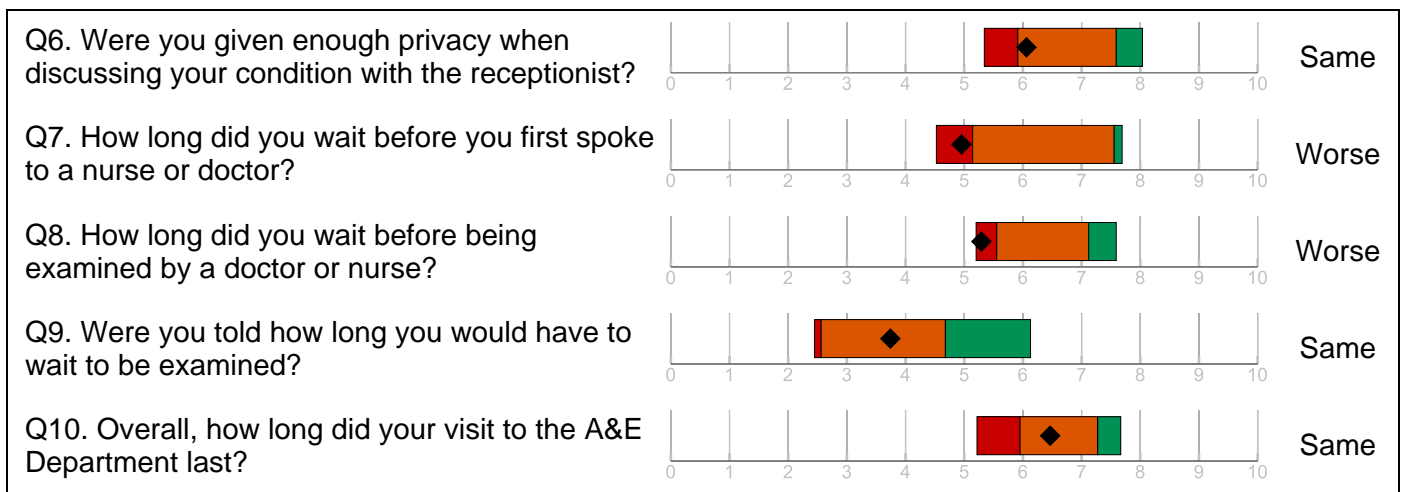 Q6. Were you given enough privacy when
discussing your condition with the receptionist?
0 1 2 3 4 5 6 7 8 9 10
Same
Q7. How long did you wait before you first spoke
to a nurse or doctor?
0 1 2 3 4 5 6 7 8 9 10
Worse
Q8. How long did you wait before being
examined by a doctor or nurse?
0 1 2 3 4 5 6 7 8 9 10
Worse
Q9. Were you told how long you would have to
wait to be examined?
0 1 2 3 4 5 6 7 8 9 10
Same
Q10. Overall, how long did your visit to the A&E
Department last?
0 1 2 3 4 5 6 7 8 9 10
Same